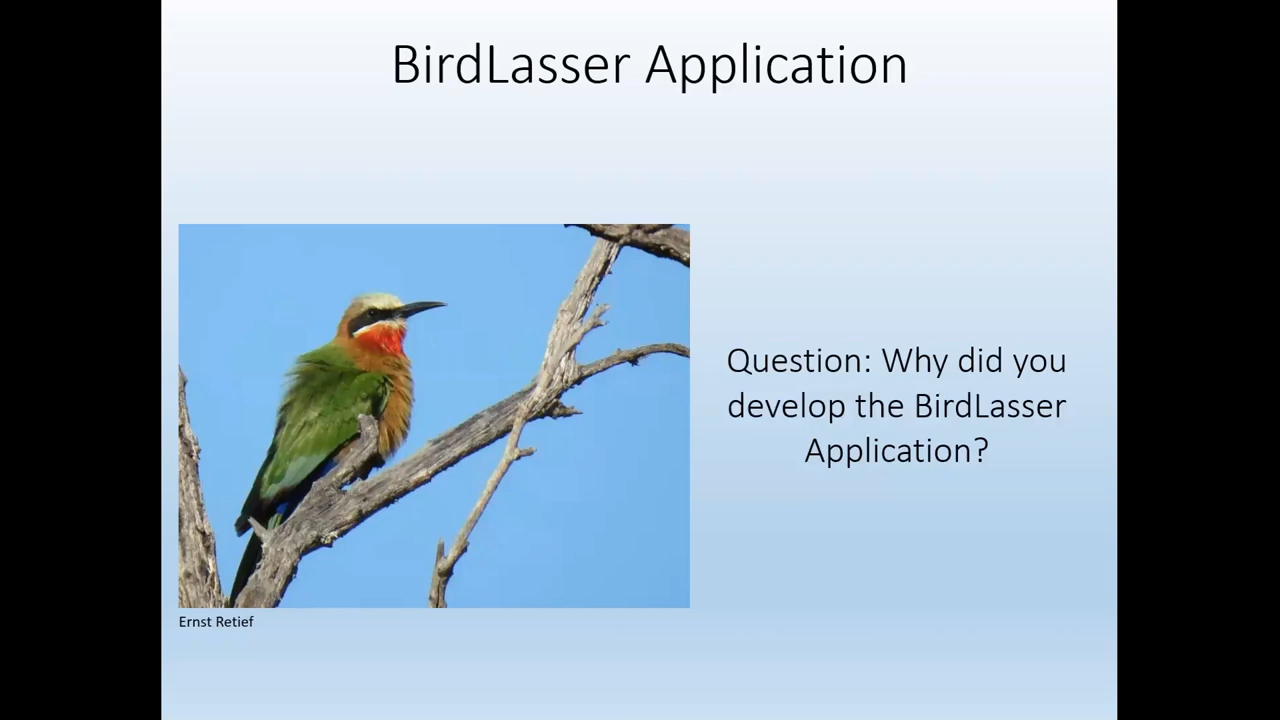 BirdLasser Application
Question: Why did you
develop the BirdLasser
Application?
Ernst Retief